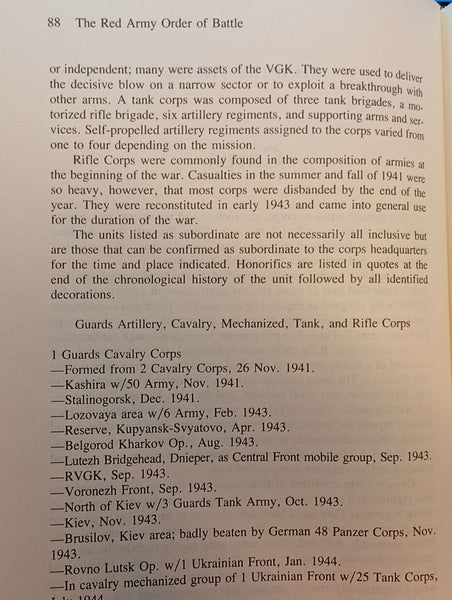 88 The Red Army Order of Battle
or independent; many were assets of the VGK. They were used to deliver
the decisive blow on a narrow sector or to exploit a breakthrough with
other arms. A tank corps was composed of three tank brigades, a mo-
torized rifle brigade, six artillery regiments, and supporting arms and ser-
vices. Self-propelled artillery regiments assigned to the corps varied from
one to four depending on the mission.
Rifle Corps were commonly found in the composition of armies at
the beginning of the war. Casualties in the summer and fall of 1941 were
so heavy, however, that most corps were disbanded by the end of the
year. They were reconstituted in early 1943 and came into general use
for the duration of the war.
The units listed as subordinate are not necessarily all inclusive but
are those that can be confirmed as subordinate to the corps headquarters
for the time and place indicated. Honorifics are listed in quotes at the
end of the chronological history of the unit followed by all identified
decorations.
Guards Artillery, Cavalry, Mechanized, Tank, and Rifle Corps
1 Guards Cavalry Corps
—Formed from 2 Cavalry Corps, 26 Nov. 1941.
—Kashira w/50 Army, Nov. 1941.
—Stalinogorsk, Dec. 1941.
—Lozovaya area w/6 Army, Feb. 1943.
—Reserve, Kupyansk-Svyatovo, Apr. 1943.
—Belgorod Kharkov Op., Aug. 1943.
—Lutezh Bridgehead, Dnieper, as Central Front mobile group, Sep. 1943.
—RVGK, Sep. 1943.
—Voronezh Front, Sep. 1943.
—North of Kiev w/3 Guards Tank Army, Oct. 1943.
—Kiev, Nov. 1943.
—Brusilov, Kiev area; badly beaten by German 48 Panzer Corps, Nov.
1943.
—Rovno Lutsk Op. w/1 Ukrainian Front, Jan. 1944.
—In cavalry mechanized group of 1 Ukrainian Front w/25 Tank Corps,